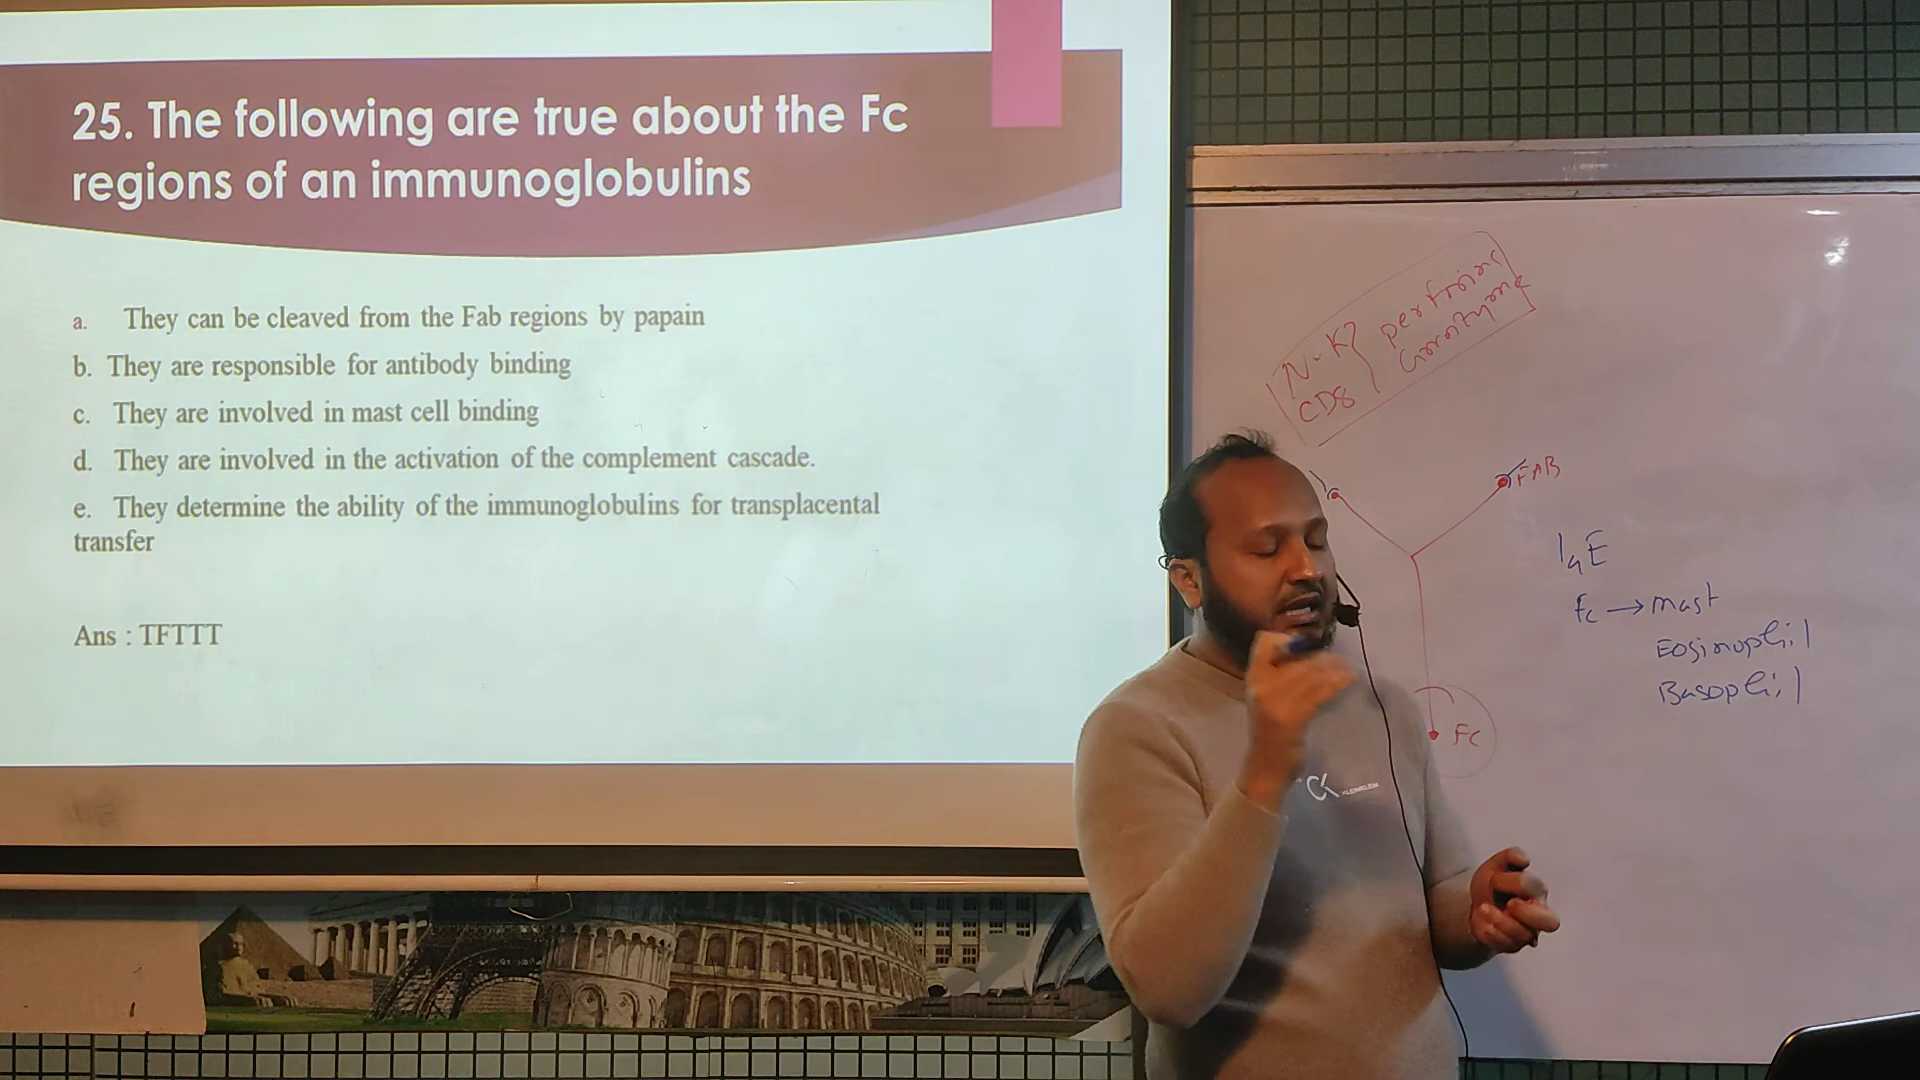 25. The following are true about the Fc
regions of an immunoglobulins
a. They can be cleaved from the Fab regions by papain
b. They are responsible for antibody binding
c. They are involved in mast cell binding
d. They are involved in the activation of the complement cascade.
e. They determine the ability of the immunoglobulins for transplacental
transfer
Ans : TFTTT
N-K
CD8
FAB
IgE
Fc → mast
Eosinophil
Basophil
Fc
CK